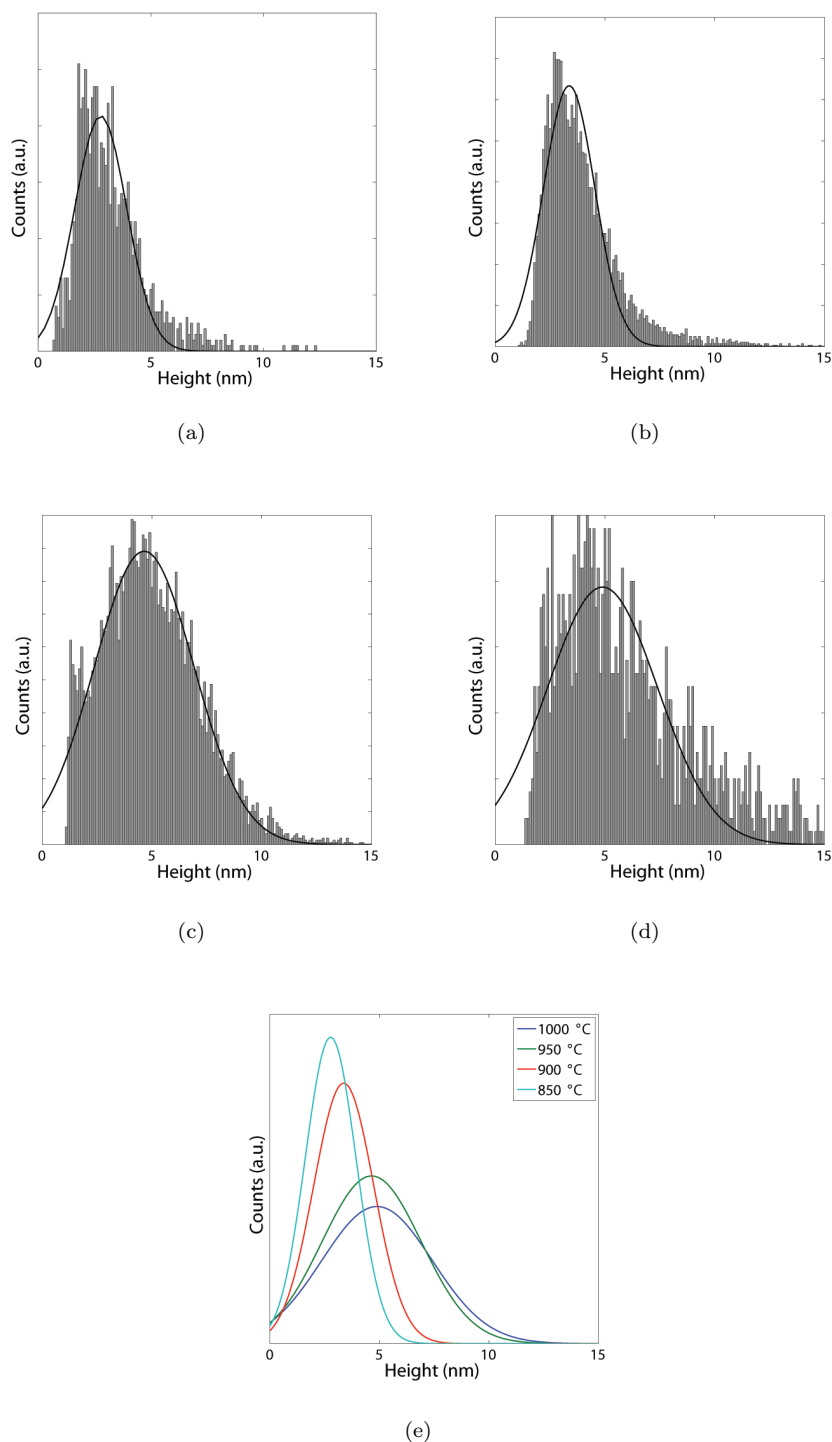 Counts (a.u.)
0 5 10 15
Height (nm)
(a)
Counts (a.u.)
0 5 10 15
Height (nm)
(b)
Counts (a.u.)
0 5 10 15
Height (nm)
(c)
Counts (a.u.)
0 5 10 15
Height (nm)
(d)
1000 °C
950 °C
900 °C
850 °C
Counts (a.u.)
0 5 10 15
Height (nm)
(e)